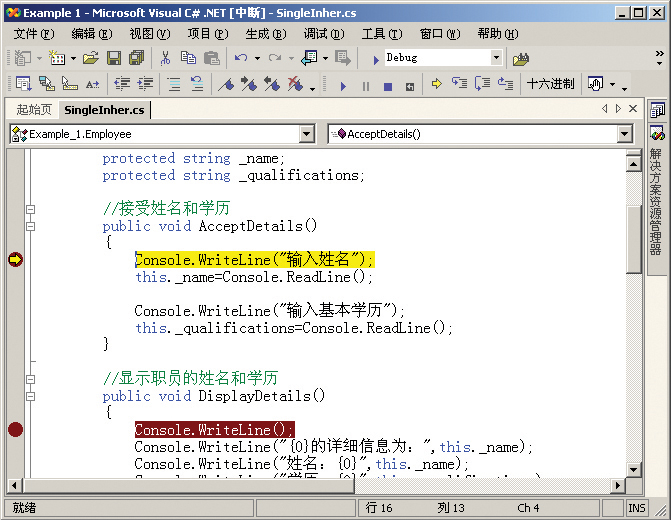 Example 1 - Microsoft Visual C# .NET [中断] - SingleInher.cs
文件(F) 编辑(E) 视图(V) 项目(P) 生成(B) 调试(D) 工具(T) 窗口(W) 帮助(H)
Debug
十六进制
起始页 SingleInher.cs
Example_1.Employee AcceptDetails()
protected string _name;
protected string _qualifications;
//接受姓名和学历
public void AcceptDetails()
{
Console.WriteLine("输入姓名");
this._name=Console.ReadLine();
Console.WriteLine("输入基本学历");
this._qualifications=Console.ReadLine();
}
//显示职员的姓名和学历
public void DisplayDetails()
{
Console.WriteLine();
Console.WriteLine("{0}的详细信息为：",this._name);
Console.WriteLine("姓名：{0}",this._name);
解决方案资源管理器
就绪 行 16 列 13 Ch 4 INS